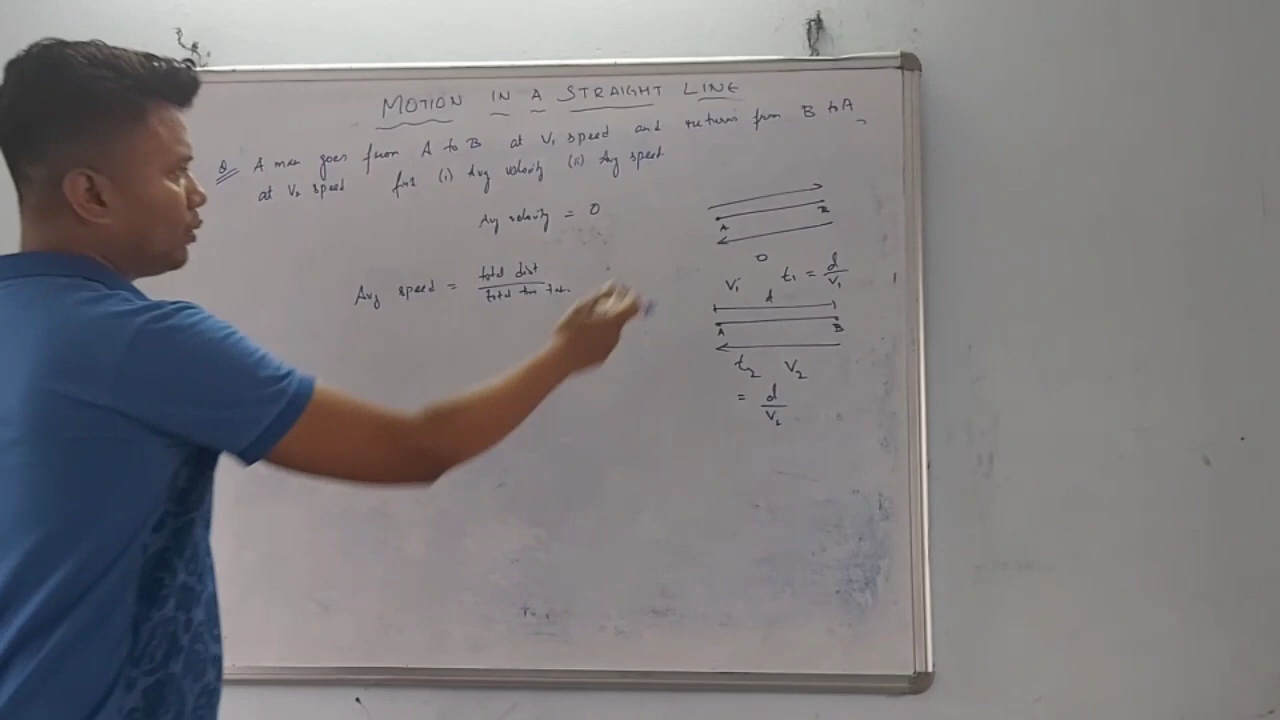 MOTION IN A STRAIGHT LINE
Q A man goes from A to B at V₁ speed and returns from B to A
at V₂ speed find (i) Avg velocity (ii) Avg speed
Avg velocity = 0
A B
0
Avg speed = total dist / total
V₁ t₁ = d/V₁
d
A B
t₂ V₂
= d/V₂